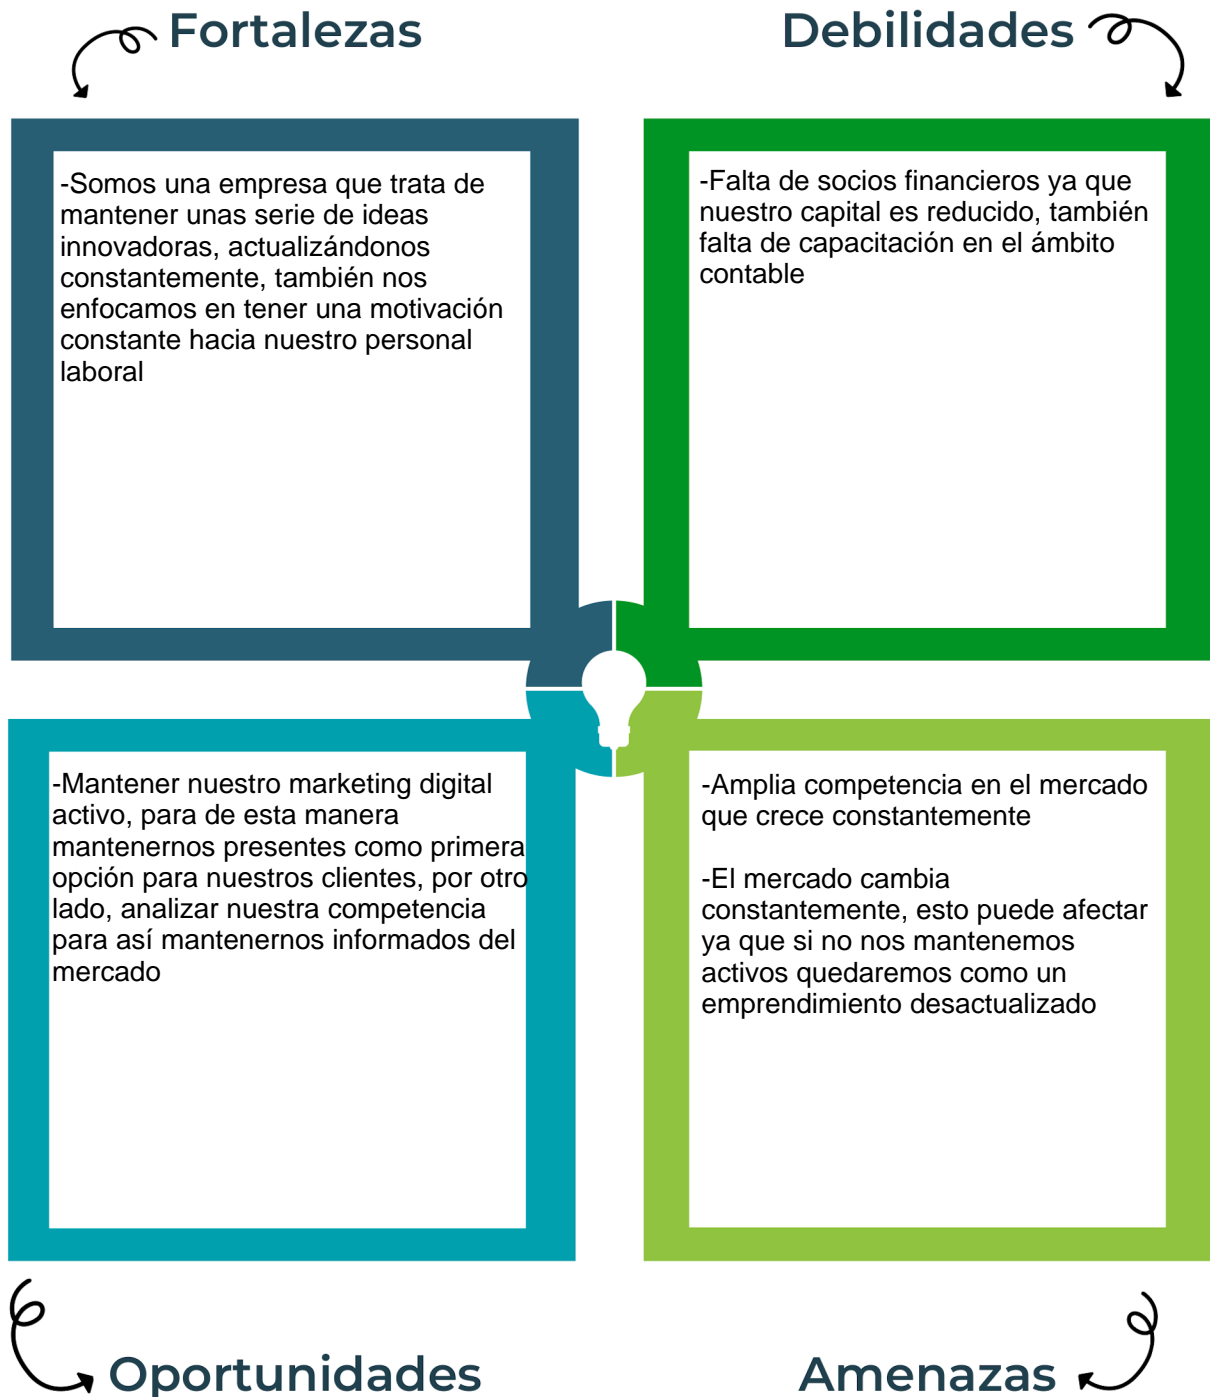 Fortalezas
-Somos una empresa que trata de
mantener unas serie de ideas
innovadoras, actualizándonos
constantemente, también nos
enfocamos en tener una motivación
constante hacia nuestro personal
laboral
Debilidades
-Falta de socios financieros ya que
nuestro capital es reducido, también
falta de capacitación en el ámbito
contable
-Mantener nuestro marketing digital
activo, para de esta manera
mantenernos presentes como primera
opción para nuestros clientes, por otro
lado, analizar nuestra competencia
para así mantenernos informados del
mercado
Oportunidades
-Amplia competencia en el mercado
que crece constantemente
-El mercado cambia
constantemente, esto puede afectar
ya que si no nos mantenemos
activos quedaremos como un
emprendimiento desactualizado
Amenazas